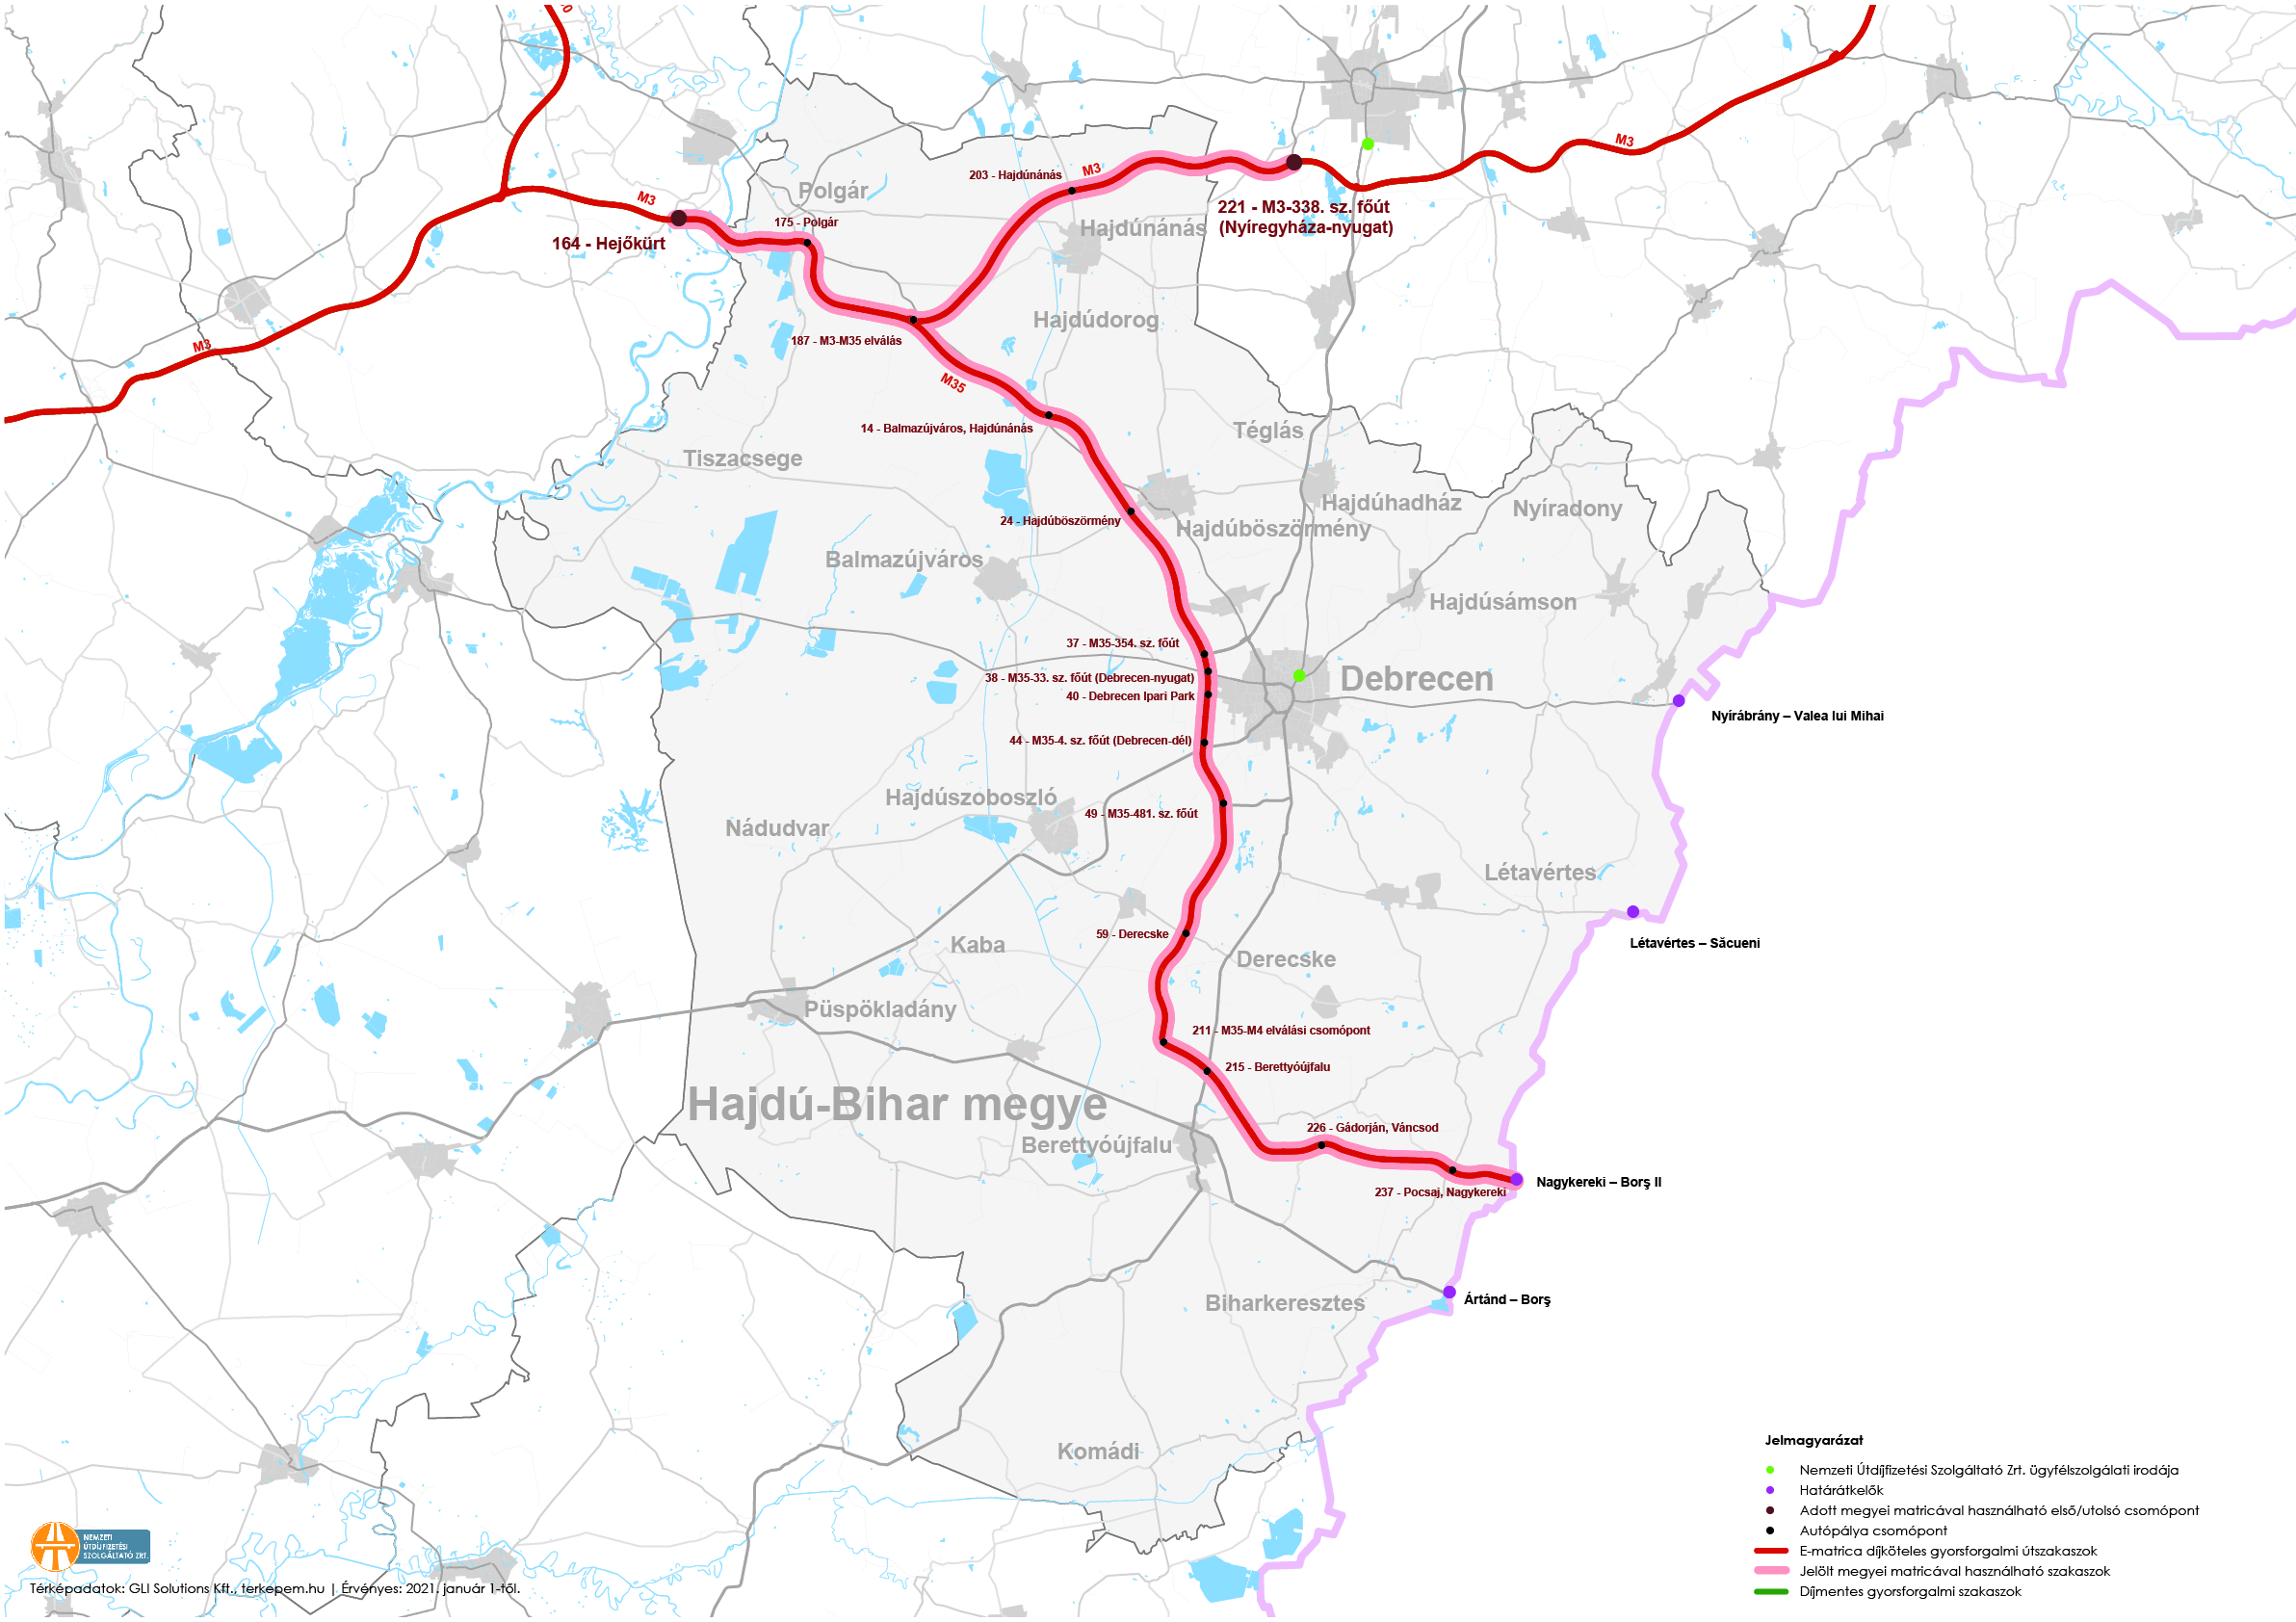 M3
203 - Hajdúnánás
M3
M3
Polgár
175 - Polgár
164 - Hejőkürt
Hajdúnánás
221 - M3-338. sz. főút
(Nyíregyháza-nyugat)
Hajdúdorog
187 - M3-M35 elválás
M3
M35
14 - Balmazújváros, Hajdúnánás
Téglás
Tiszacsege
Hajdúhadház
Nyíradony
24 - Hajdúböszörmény
Hajdúböszörmény
Balmazújváros
Hajdúsámson
37 - M35-354. sz. főút
38 - M35-33. sz. főút (Debrecen-nyugat)
Debrecen
40 - Debrecen Ipari Park
Nyírábrány – Valea lui Mihai
44 - M35-4. sz. főút (Debrecen-dél)
Hajdúszoboszló
49 - M35-481. sz. főút
Nádudvar
Létavértes
59 - Derecske
Kaba
Létavértes – Săcueni
Derecske
Püspökladány
211 - M35-M4 elválási csomópont
215 - Berettyóújfalu
Hajdú-Bihar megye
226 - Gádorján, Váncsod
Berettyóújfalu
Nagykereki – Borş II
237 - Pocsaj, Nagykereki
Biharkeresztes
Ártánd – Borş
Komádi
Jelmagyarázat
Nemzeti Útdíjfizetési Szolgáltató Zrt. ügyfélszolgálati irodája
Határátkelők
Adott megyei matricával használható első/utolsó csomópont
Autópálya csomópont
E-matrica díjköteles gyorsforgalmi útszakaszok
Jelölt megyei matricával használható szakaszok
Díjmentes gyorsforgalmi szakaszok
NEMZETI
ÚTDÍJFIZETÉSI
SZOLGÁLTATÓ ZRT.
Térképadatok: GLI Solutions Kft., terkepem.hu | Érvényes: 2021. január 1-től.